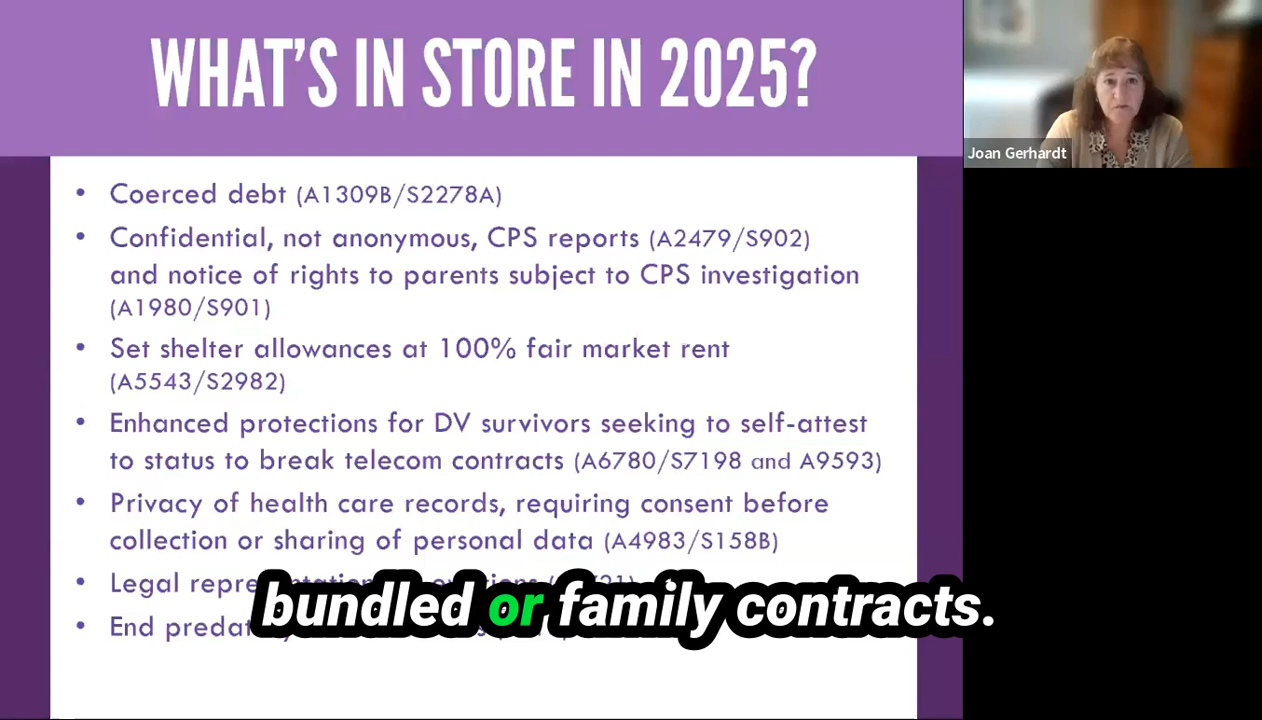 WHAT'S IN STORE IN 2025?
Joan Gerhardt
• Coerced debt (A1309B/S2278A)
• Confidential, not anonymous, CPS reports (A2479/S902)
and notice of rights to parents subject to CPS investigation
(A1980/S901)
• Set shelter allowances at 100% fair market rent
(A5543/S2982)
• Enhanced protections for DV survivors seeking to self-attest
to status to break telecom contracts (A6780/S7198 and A9593)
• Privacy of health care records, requiring consent before
collection or sharing of personal data (A4983/S158B)
• Legal
• End
bundled or family contracts.